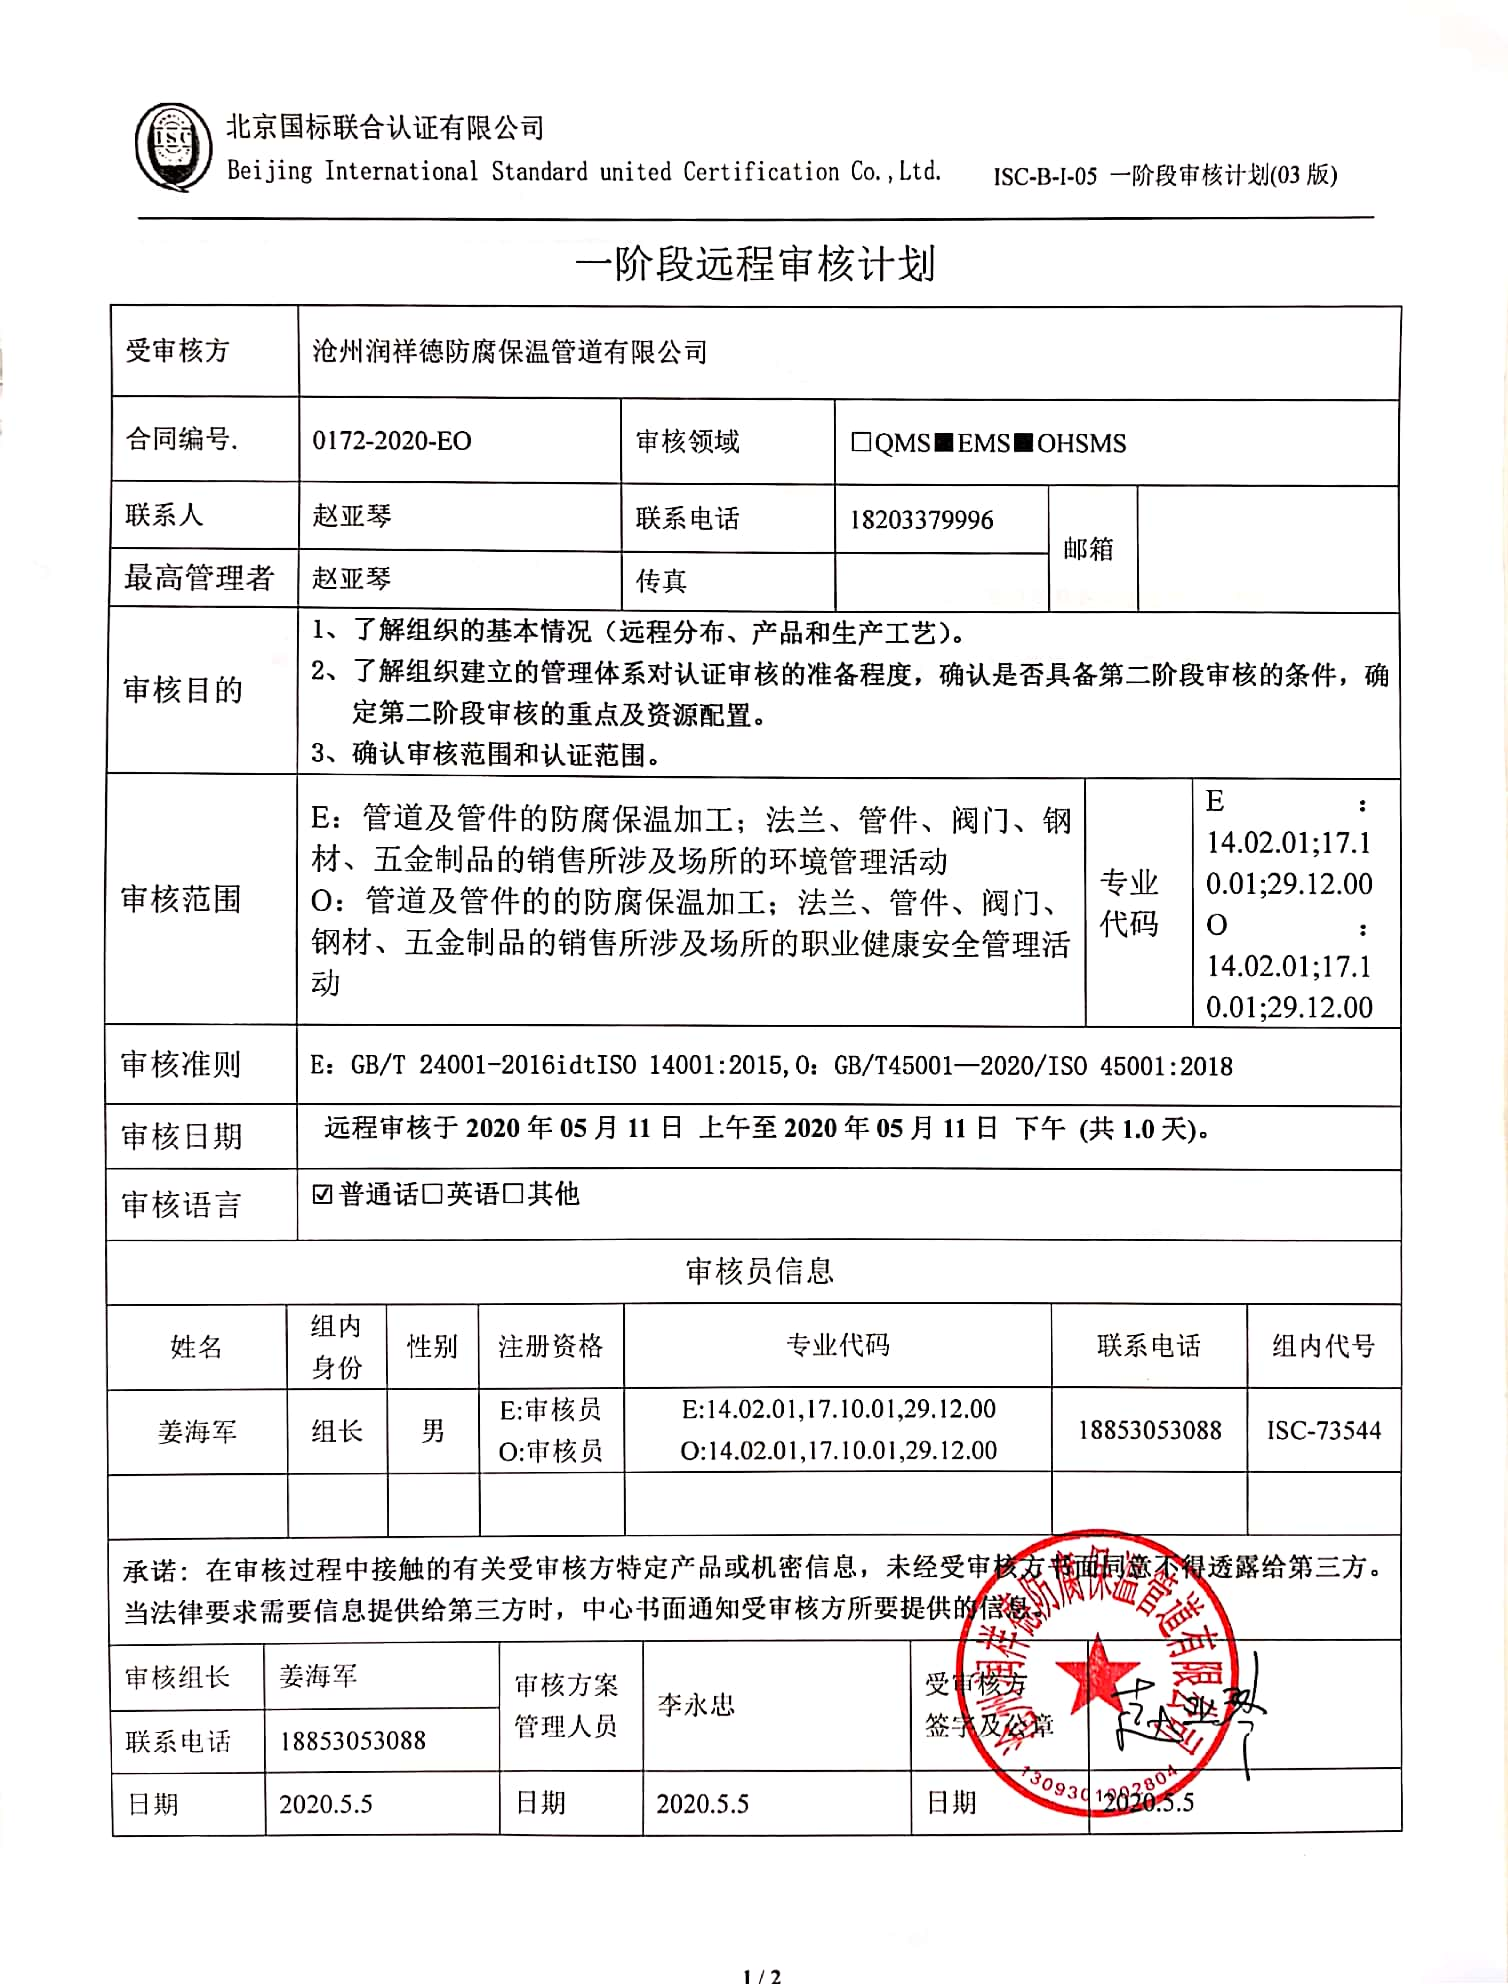 ISC
北京国标联合认证有限公司
Beijing International Standard united Certification Co.,Ltd.
ISC-B-I-05 一阶段审核计划(03 版)
一阶段远程审核计划
受审核方
沧州润祥德防腐保温管道有限公司
合同编号.
0172-2020-EO
审核领域
□QMS■EMS■OHSMS
联系人
赵亚琴
联系电话
18203379996
邮箱
最高管理者
赵亚琴
传真
审核目的
1、了解组织的基本情况（远程分布、产品和生产工艺）。
2、了解组织建立的管理体系对认证审核的准备程度，确认是否具备第二阶段审核的条件，确
定第二阶段审核的重点及资源配置。
3、确认审核范围和认证范围。
审核范围
E：管道及管件的防腐保温加工；法兰、管件、阀门、钢
材、五金制品的销售所涉及场所的环境管理活动
O：管道及管件的的防腐保温加工；法兰、管件、阀门、
钢材、五金制品的销售所涉及场所的职业健康安全管理活
动
专业
代码
E ：
14.02.01;17.1
0.01;29.12.00
O ：
14.02.01;17.1
0.01;29.12.00
审核准则
E：GB/T 24001-2016idtISO 14001:2015,O：GB/T45001—2020/ISO 45001:2018
审核日期
远程审核于 2020 年 05 月 11 日 上午至 2020 年 05 月 11 日 下午 (共 1.0 天)。
审核语言
☑普通话□英语□其他
审核员信息
姓名
组内
身份
性别
注册资格
专业代码
联系电话
组内代号
姜海军
组长
男
E:审核员
O:审核员
E:14.02.01,17.10.01,29.12.00
O:14.02.01,17.10.01,29.12.00
18853053088
ISC-73544
承诺：在审核过程中接触的有关受审核方特定产品或机密信息，未经受审核方书面同意不得透露给第三方。
当法律要求需要信息提供给第三方时，中心书面通知受审核方所要提供的信息。
审核组长
姜海军
审核方案
管理人员
李永忠
受审核方
签字及公章
赵亚琴
联系电话
18853053088
沧州润祥德防腐保温管道有限公司
1309301002804
日期
2020.5.5
日期
2020.5.5
日期
2020.5.5
1 / 2